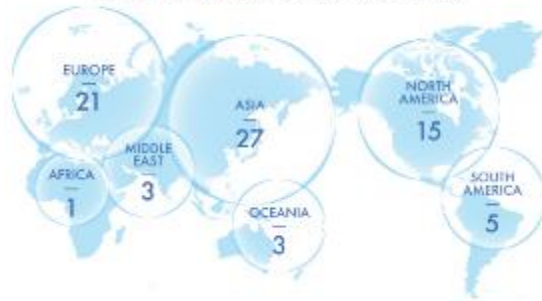 EUROPE
21
ASIA
27
NORTH
AMERICA
15
MIDDLE
EAST
3
AFRICA
1
SOUTH
AMERICA
5
OCEANIA
3